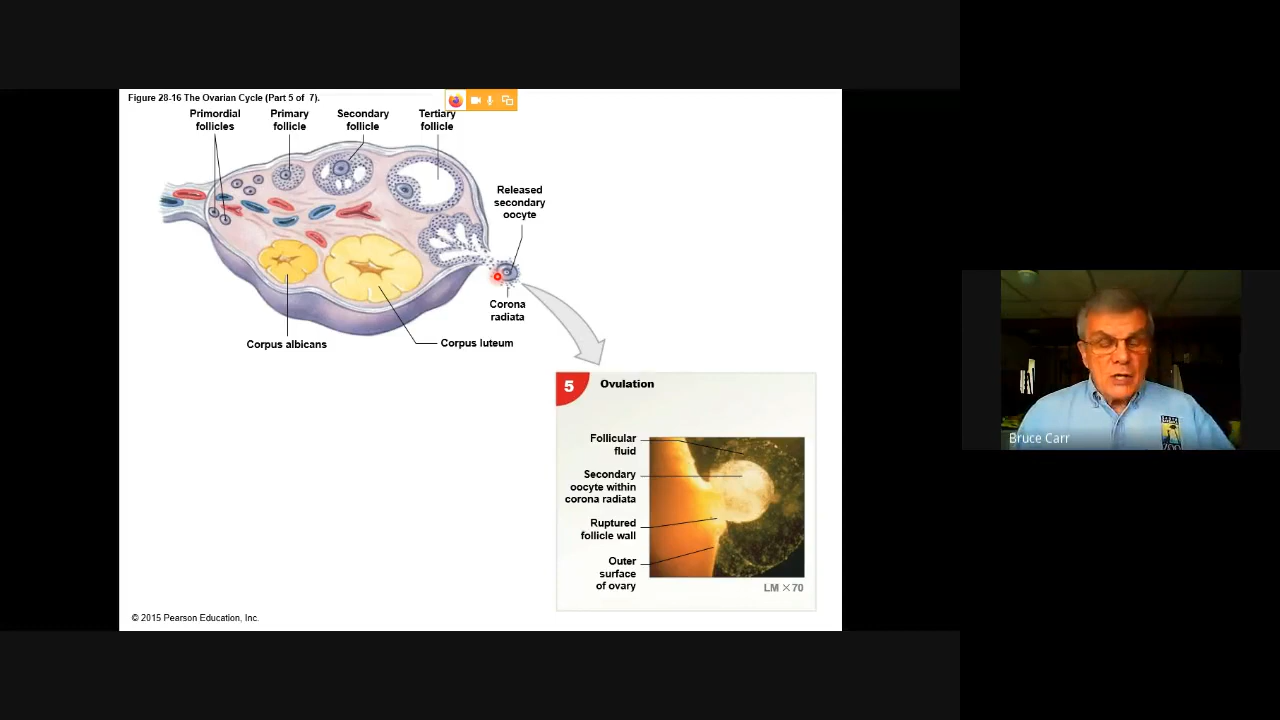 Figure 28-16 The Ovarian Cycle (Part 5 of 7).
Primordial
follicles
Primary
follicle
Secondary
follicle
Tertiary
follicle
Released
secondary
oocyte
Corona
radiata
Corpus albicans
Corpus luteum
5 Ovulation
Follicular
fluid
Secondary
oocyte within
corona radiata
Ruptured
follicle wall
Outer
surface
of ovary
LM ×70
© 2015 Pearson Education, Inc.
Bruce Carr